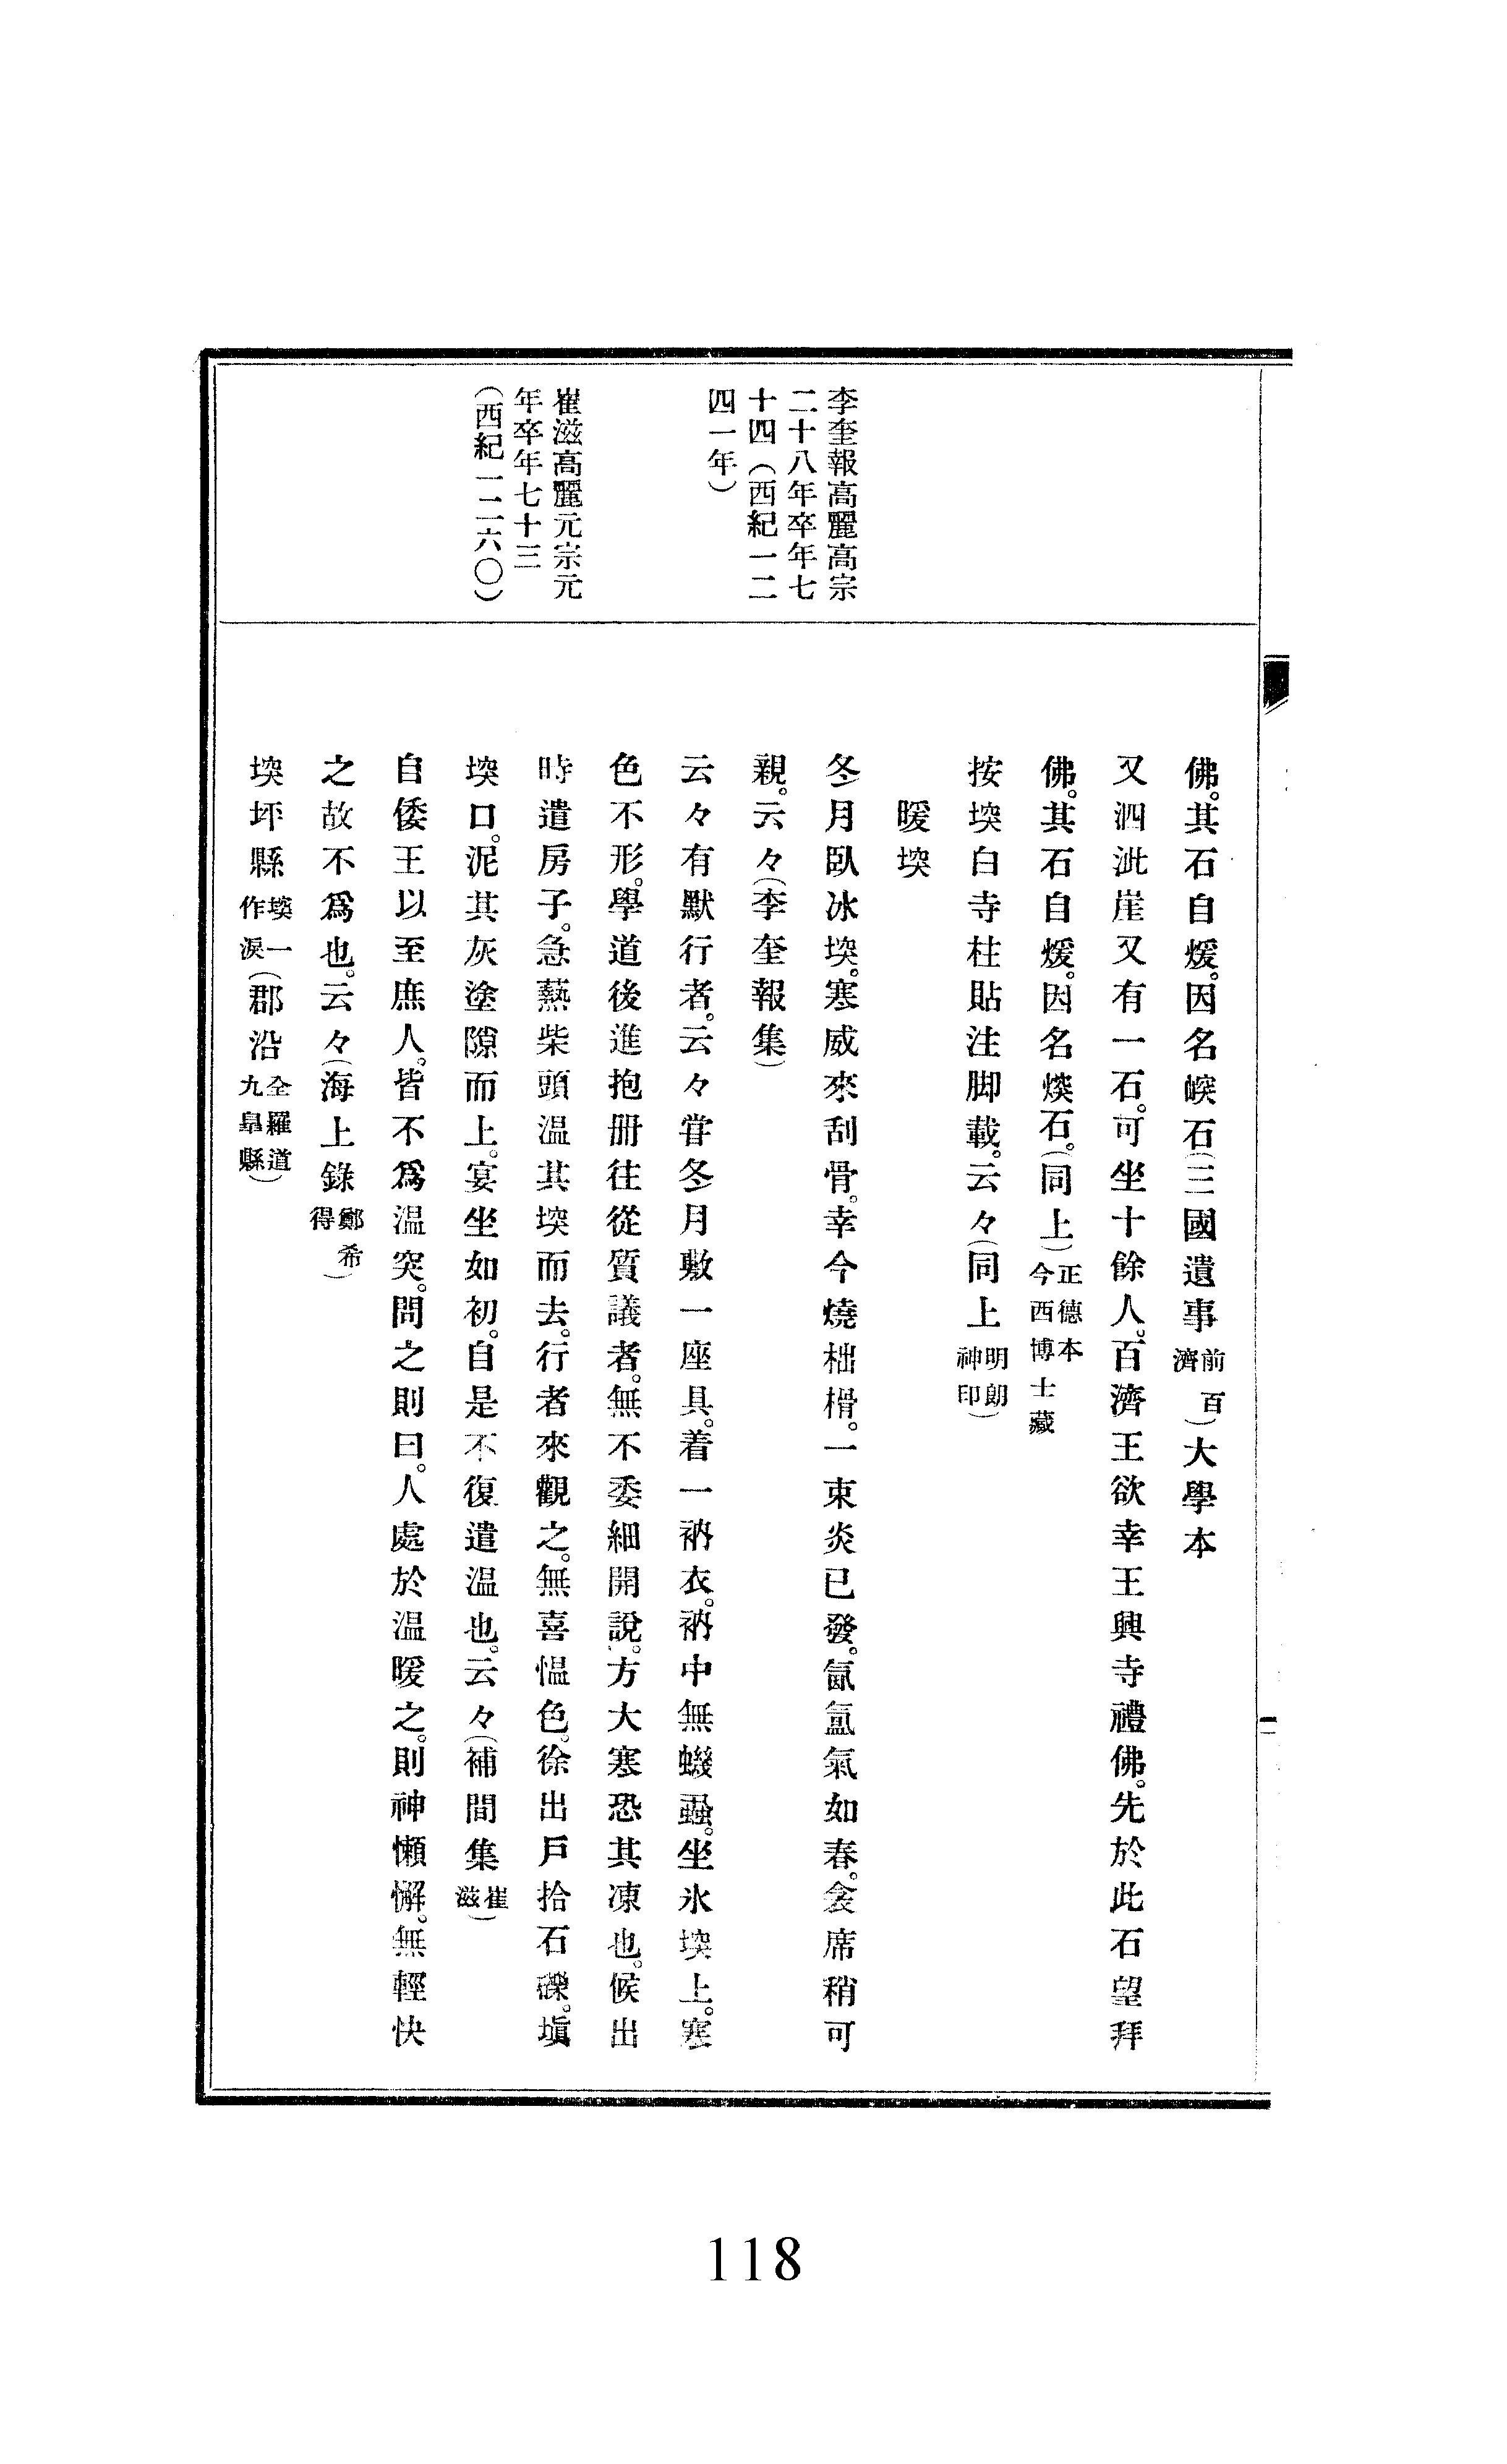 李奎報高麗高宗
二十八年卒年七
十四(西紀一二
四一年)
崔滋高麗元宗元
年卒年七十三
(西紀一二六〇)
佛。其石自煖。因名㷝石(三國遺事前百濟)大學本
又泗沘崖又有一石。可坐十餘人。百濟王欲幸王興寺禮佛。先於此石望拜
佛。其石自煖。因名㷝石。(同上)正德本今西博士藏
按堗白寺柱貼注脚載。云々(同上明朗神印)
暖堗
冬月臥冰堗。寒威來刮骨。幸今燒榾柮。一束炎已發。氤氳氣如春。衾席稍可
親。云々(李奎報集)
云々有默行者。云々甞冬月敷一座具。着一衲衣。衲中無蟣蝨。坐氷堗上。寒
色不形。學道後進抱册往從質議者。無不委細開說。方大寒恐其凍也。候出
時遣房子。急爇柴頭温其堗而去。行者來觀之。無喜愠色。徐出戶拾石礫。塡
堗口。泥其灰塗隙而上。宴坐如初。自是不復遣温也。云々(補間集崔滋)
自倭王以至庶人。皆不爲温突。問之則曰。人處於温暖之。則神懶懈。無輕快
之故不爲也。云々(海上錄鄭希得)
堗坪縣堗一作淚(郡沿全羅道九臯縣)
118